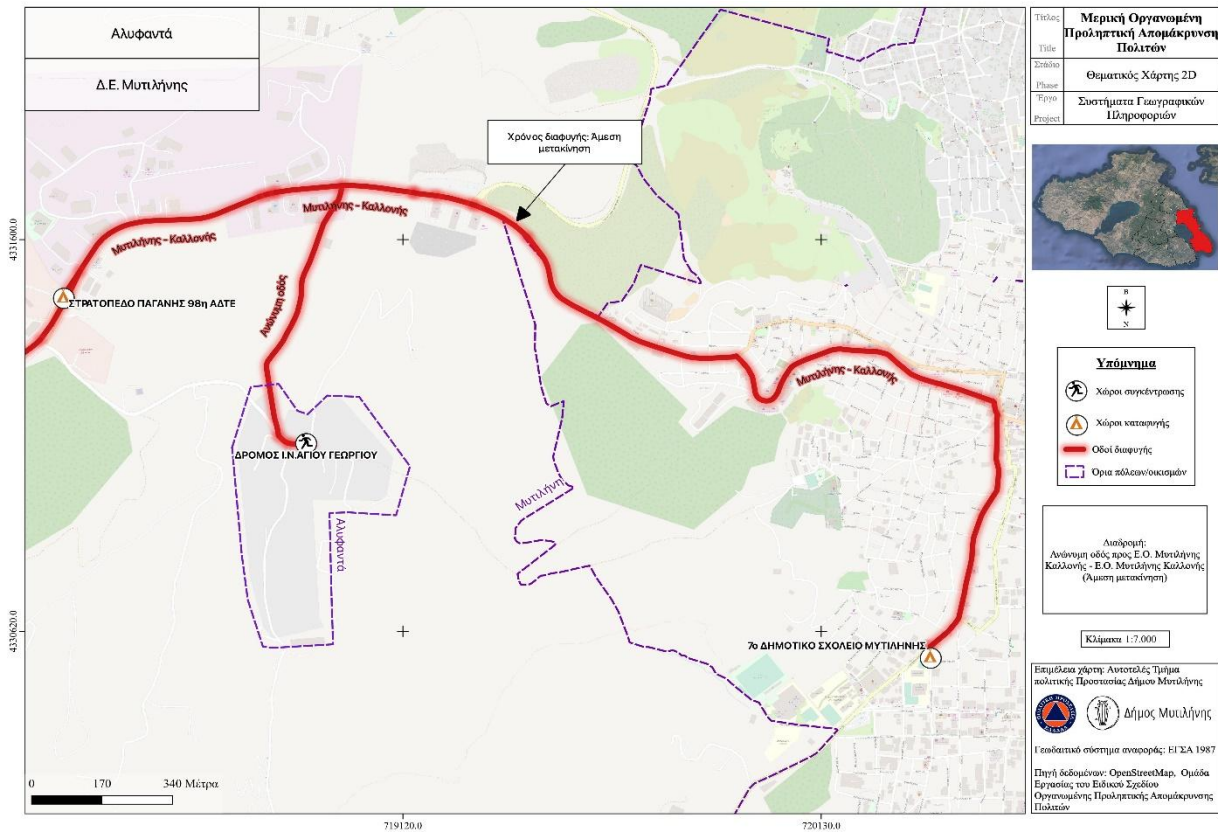 Αλυφαντά
Δ.Ε. Μυτιλήνης
Χρόνος διαφυγής: Άμεση
μετακίνηση
Μυτιλήνης - Καλλονής
Μυτιλήνης - Καλλονής
Ανώνυμη οδός
ΣΤΡΑΤΟΠΕΔΟ ΠΑΓΑΝΗΣ 98η ΑΔΤΕ
Μυτιλήνης - Καλλονής
ΔΡΟΜΟΣ Ι.Ν.ΑΓΙΟΥ ΓΕΩΡΓΙΟΥ
Μυτιλήνη
Αλυφαντά
7ο ΔΗΜΟΤΙΚΟ ΣΧΟΛΕΙΟ ΜΥΤΙΛΗΝΗΣ
4331600.0
4330620.0
0 170 340 Μέτρα
719120.0
720130.0
Τίτλος
Title
Μερική Οργανωμένη
Προληπτική Απομάκρυνση
Πολιτών
Στάδιο
Phase
Θεματικός Χάρτης 2D
Έργο
Project
Συστήματα Γεωγραφικών
Πληροφοριών
Β
Ν
Υπόμνημα
Χώροι συγκέντρωσης
Χώροι καταφυγής
Οδοί διαφυγής
Όρια πόλεων/οικισμών
Διαδρομή:
Ανώνυμη οδός προς Ε.Ο. Μυτιλήνης
Καλλονής - Ε.Ο. Μυτιλήνης Καλλονής
(Άμεση μετακίνηση)
Κλίμακα 1:7.000
Επιμέλεια χάρτη: Αυτοτελές Τμήμα
πολιτικής Προστασίας Δήμου Μυτιλήνης
Δήμος Μυτιλήνης
Γεωδαιτικό σύστημα αναφοράς: ΕΓΣΑ 1987
Πηγή δεδομένων: OpenStreetMap, Ομάδα
Εργασίας του Ειδικού Σχεδίου
Οργανωμένης Προληπτικής Απομάκρυνσης
Πολιτών